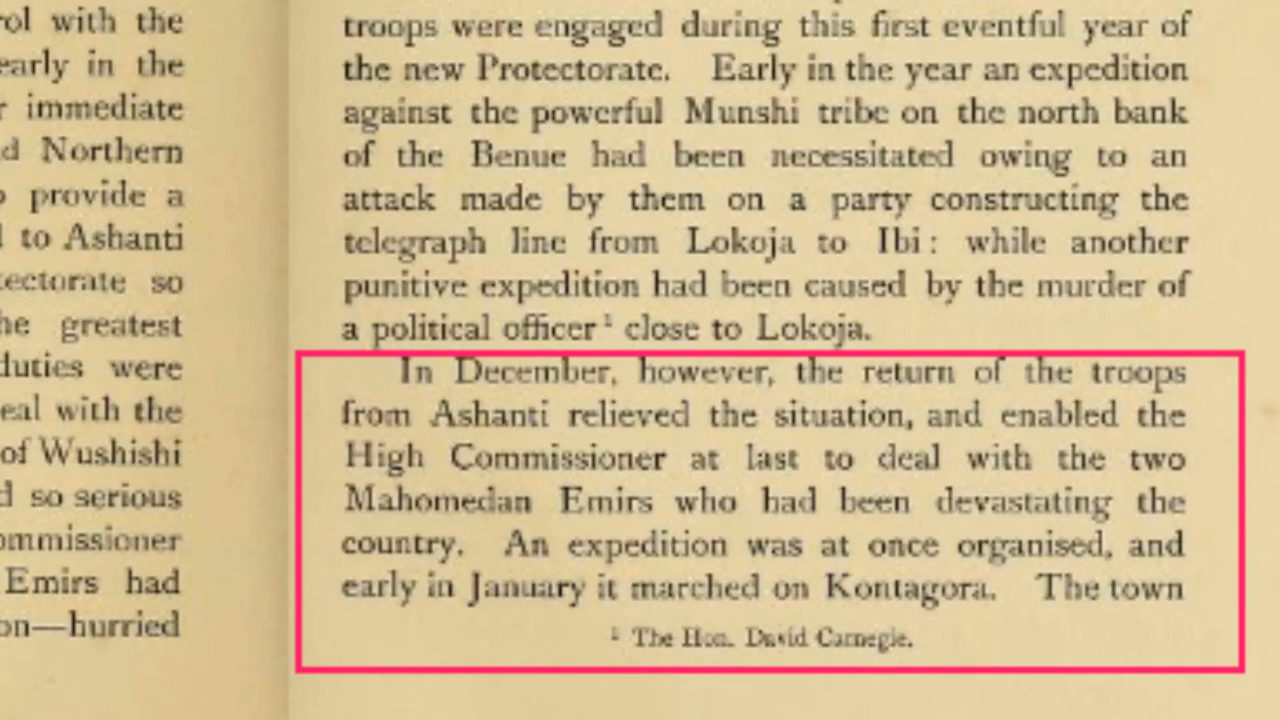 rol with the
early in the
r immediate
d Northern
o provide a
l to Ashanti
tectorate so
he greatest
duties were
eal with the
of Wushishi
d so serious
ommissioner
Emirs had
on—hurried
troops were engaged during this first eventful year of
the new Protectorate. Early in the year an expedition
against the powerful Munshi tribe on the north bank
of the Benue had been necessitated owing to an
attack made by them on a party constructing the
telegraph line from Lokoja to Ibi: while another
punitive expedition had been caused by the murder of
a political officer¹ close to Lokoja.
In December, however, the return of the troops
from Ashanti relieved the situation, and enabled the
High Commissioner at last to deal with the two
Mahomedan Emirs who had been devastating the
country. An expedition was at once organised, and
early in January it marched on Kontagora. The town
¹ The Hon. David Carnegie.